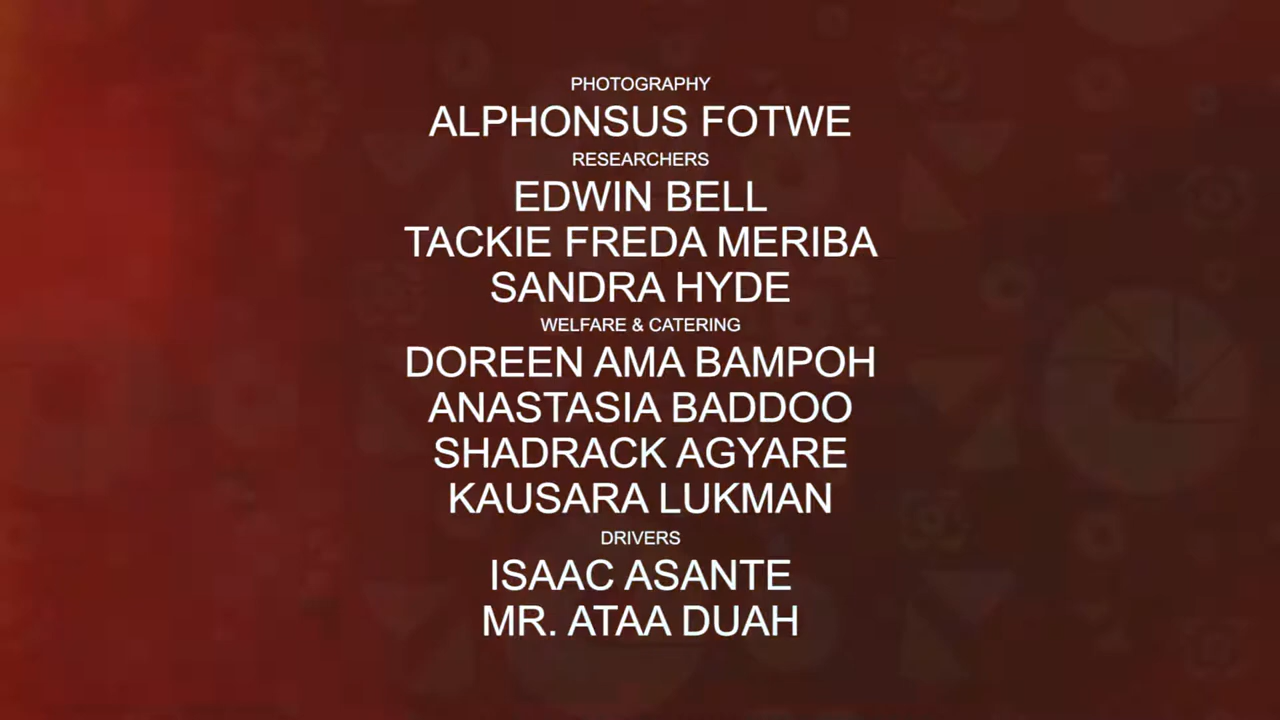 PHOTOGRAPHY
ALPHONSUS FOTWE
RESEARCHERS
EDWIN BELL
TACKIE FREDA MERIBA
SANDRA HYDE
WELFARE & CATERING
DOREEN AMA BAMPOH
ANASTASIA BADDOO
SHADRACK AGYARE
KAUSARA LUKMAN
DRIVERS
ISAAC ASANTE
MR. ATAA DUAH